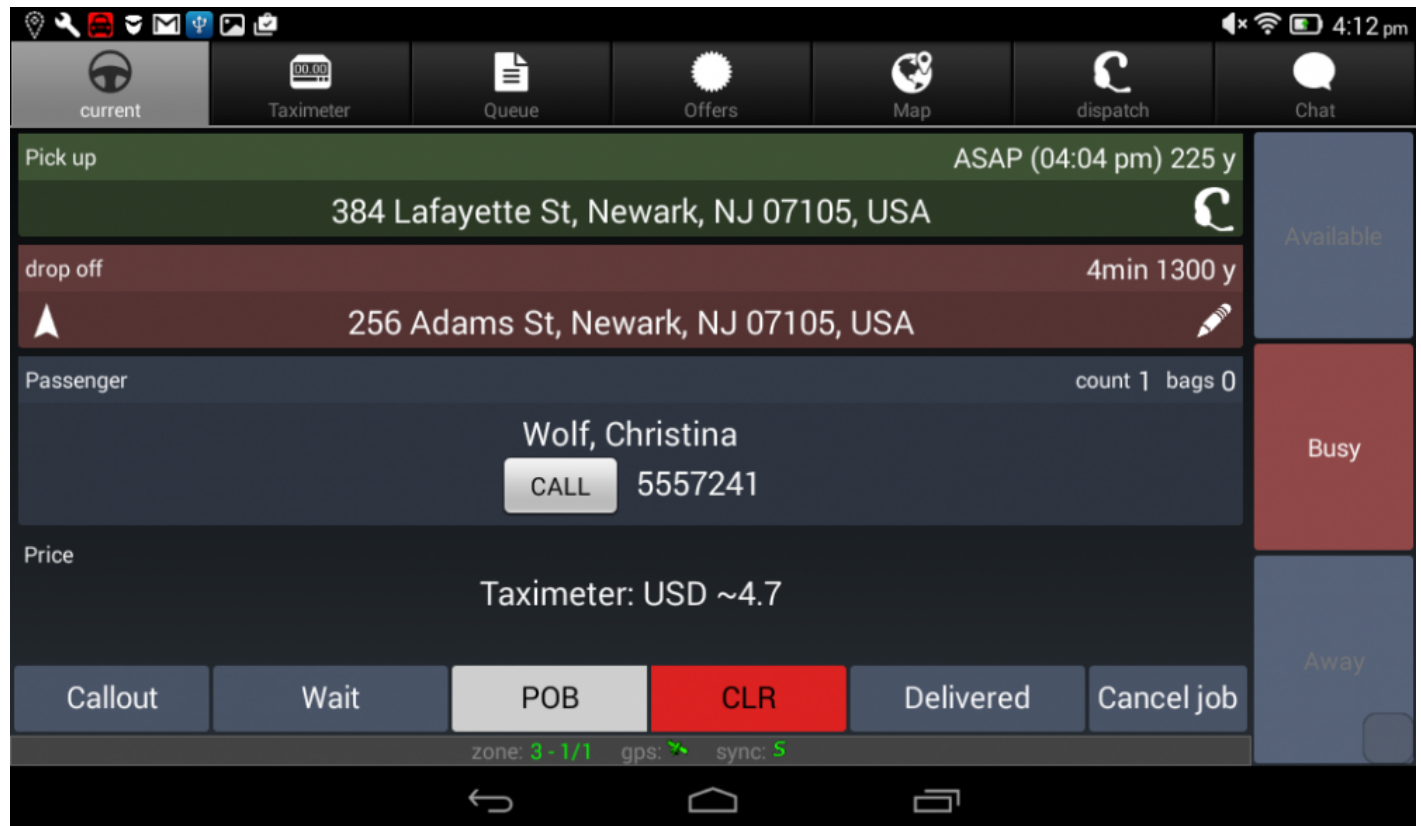 4:12 pm
00.00
current Taximeter Queue Offers Map dispatch Chat
Pick up ASAP (04:04 pm) 225 y
384 Lafayette St, Newark, NJ 07105, USA
Available
drop off 4min 1300 y
256 Adams St, Newark, NJ 07105, USA
Passenger count 1 bags 0
Wolf, Christina
Busy
CALL 5557241
Price
Taximeter: USD ~4.7
Away
Callout Wait POB CLR Delivered Cancel job
zone: 3 - 1/1 gps: sync: S